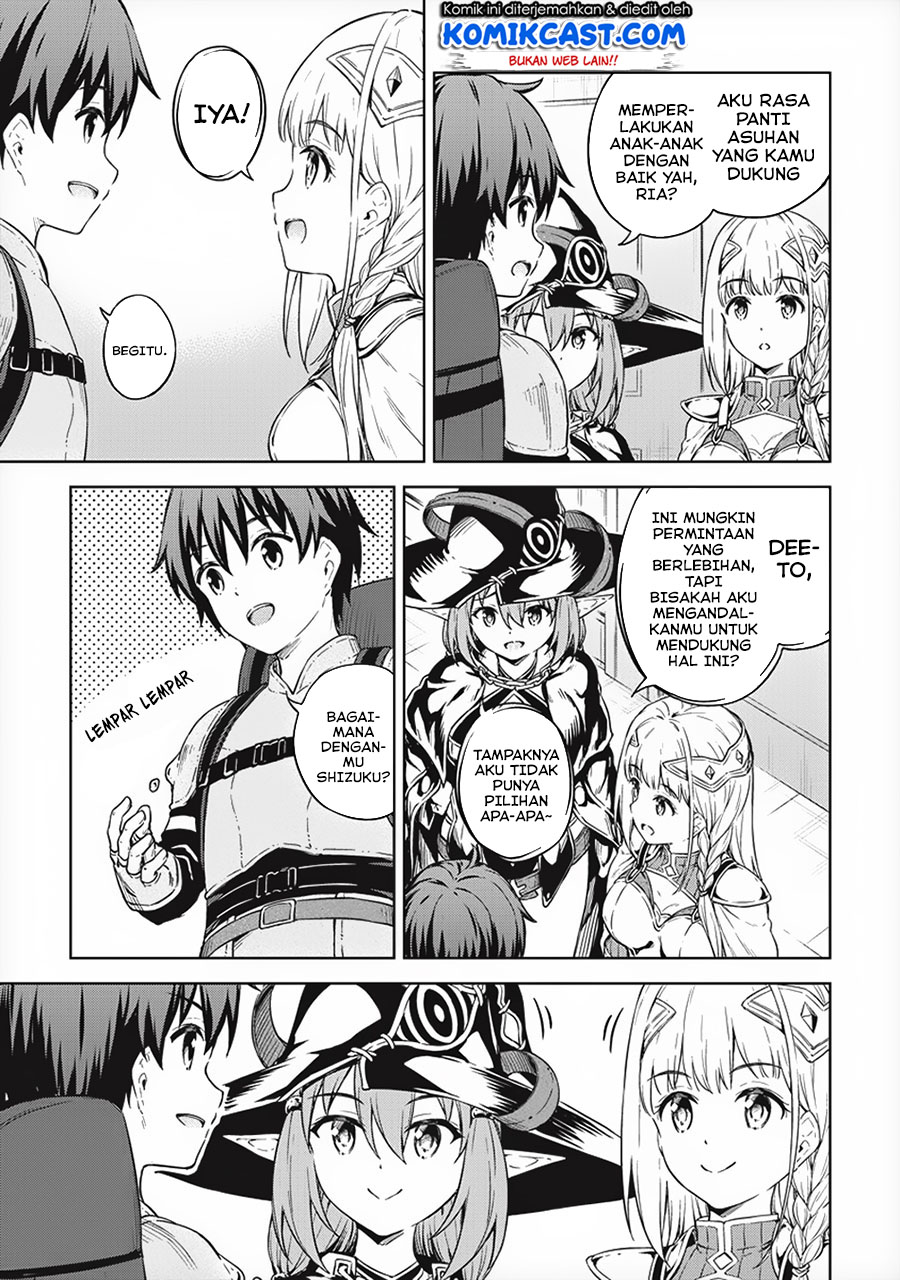 Komik ini diterjemahkan & diedit oleh
KOMIKCAST.COM
BUKAN WEB LAIN!!
AKU RASA
PANTI
ASUHAN
YANG KAMU
DUKUNG
MEMPER-
LAKUKAN
ANAK-ANAK
DENGAN
BAIK YAH,
RIA?
IYA!
BEGITU.
DEE-
TO,
INI MUNGKIN
PERMINTAAN
YANG
BERLEBIHAN,
TAPI
BISAKAH AKU
MENGANDAL-
KANMU UNTUK
MENDUKUNG
HAL INI?
TAMPAKNYA
AKU TIDAK
PUNYA
PILIHAN
APA-APA~
BAGAI-
MANA
DENGAN-
MU
SHIZUKU?
LEMPAR LEMPAR